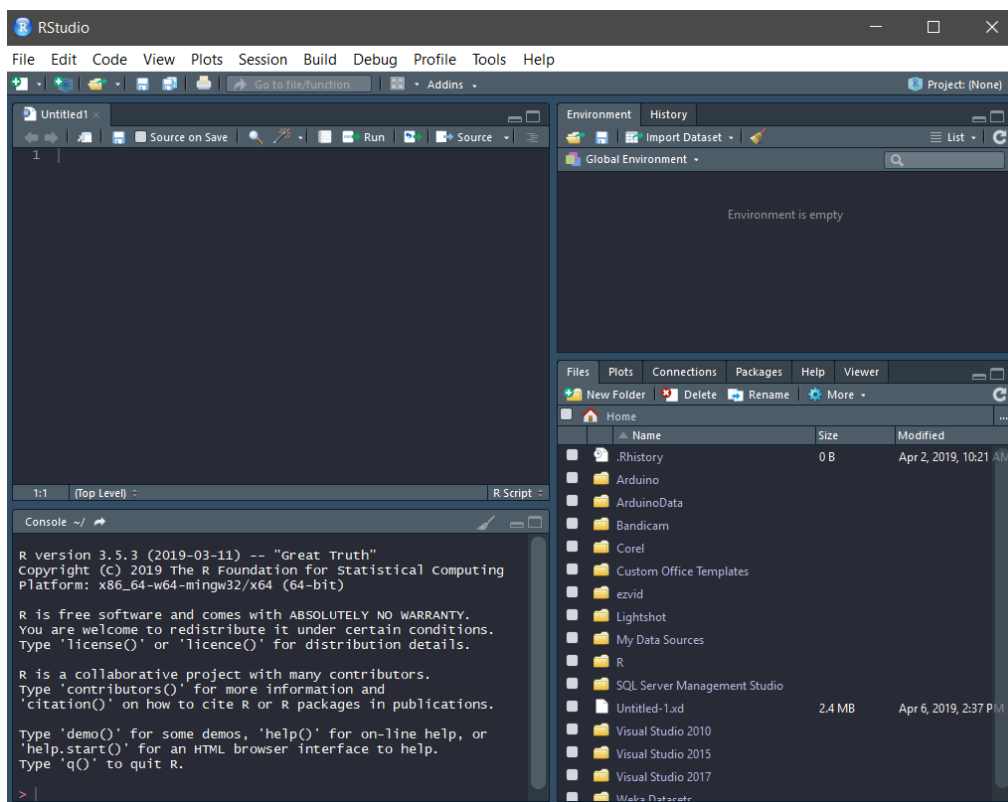 RStudio
File Edit Code View Plots Session Build Debug Profile Tools Help
Go to file/function Addins Project: (None)
Untitled1
Source on Save Run Source
1
1:1 (Top Level) R Script
Console ~/
R version 3.5.3 (2019-03-11) -- "Great Truth"
Copyright (C) 2019 The R Foundation for Statistical Computing
Platform: x86_64-w64-mingw32/x64 (64-bit)
R is free software and comes with ABSOLUTELY NO WARRANTY.
You are welcome to redistribute it under certain conditions.
Type 'license()' or 'licence()' for distribution details.
R is a collaborative project with many contributors.
Type 'contributors()' for more information and
'citation()' on how to cite R or R packages in publications.
Type 'demo()' for some demos, 'help()' for on-line help, or
'help.start()' for an HTML browser interface to help.
Type 'q()' to quit R.
>
Environment History
Import Dataset List
Global Environment
Environment is empty
Files Plots Connections Packages Help Viewer
New Folder Delete Rename More
Home ...
Name Size Modified
.Rhistory 0 B Apr 2, 2019, 10:21 AM
Arduino
ArduinoData
Bandicam
Corel
Custom Office Templates
ezvid
Lightshot
My Data Sources
R
SQL Server Management Studio
Untitled-1.xd 2.4 MB Apr 6, 2019, 2:37 PM
Visual Studio 2010
Visual Studio 2015
Visual Studio 2017
Weka Datasets